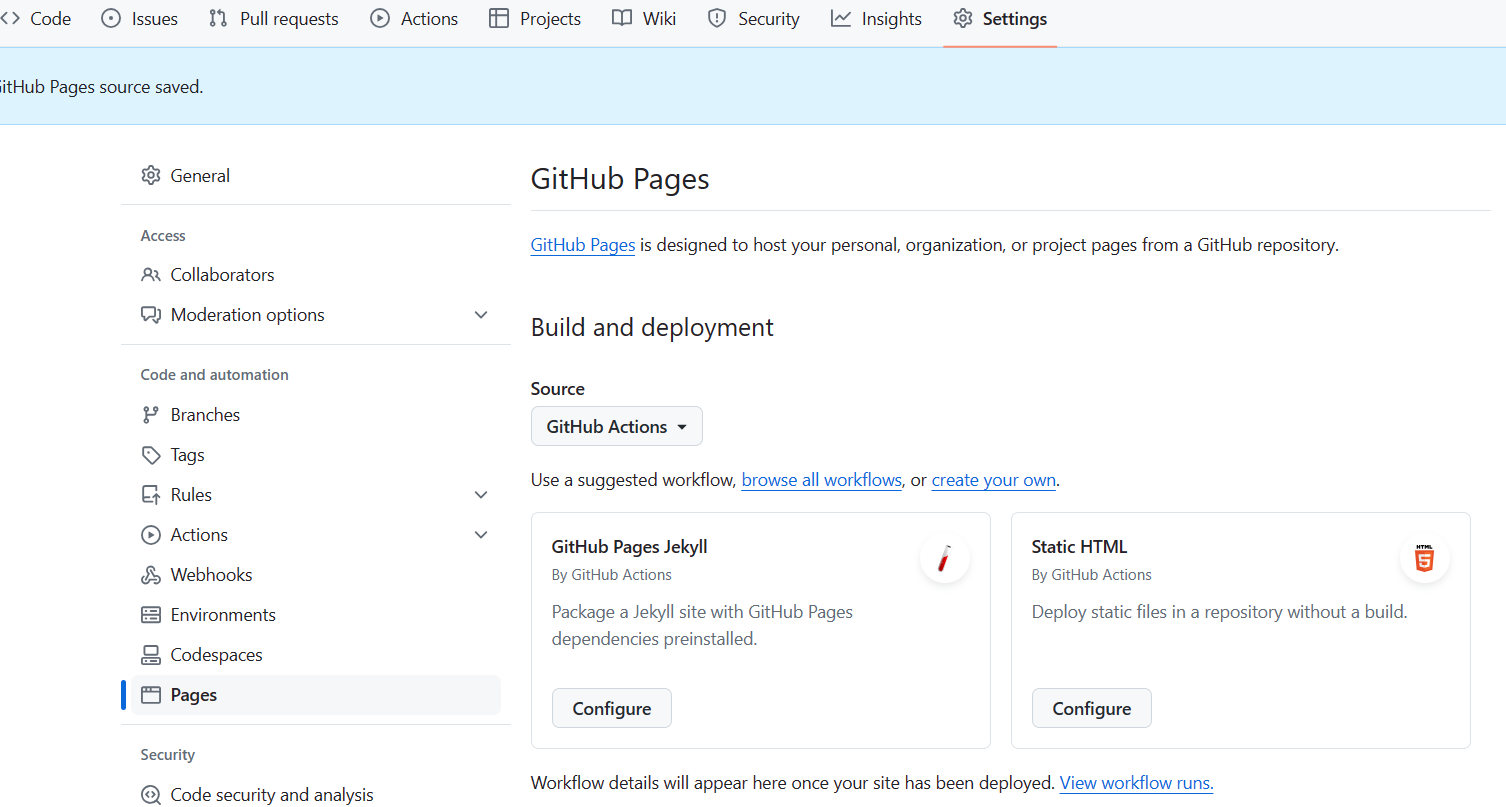 Code Issues Pull requests Actions Projects Wiki Security Insights Settings
itHub Pages source saved.
General
Access
Collaborators
Moderation options
Code and automation
Branches
Tags
Rules
Actions
Webhooks
Environments
Codespaces
Pages
Security
Code security and analysis
GitHub Pages
GitHub Pages is designed to host your personal, organization, or project pages from a GitHub repository.
Build and deployment
Source
GitHub Actions
Use a suggested workflow, browse all workflows, or create your own.
GitHub Pages Jekyll
By GitHub Actions
Package a Jekyll site with GitHub Pages
dependencies preinstalled.
Configure
Static HTML
HTML
5
By GitHub Actions
Deploy static files in a repository without a build.
Configure
Workflow details will appear here once your site has been deployed. View workflow runs.